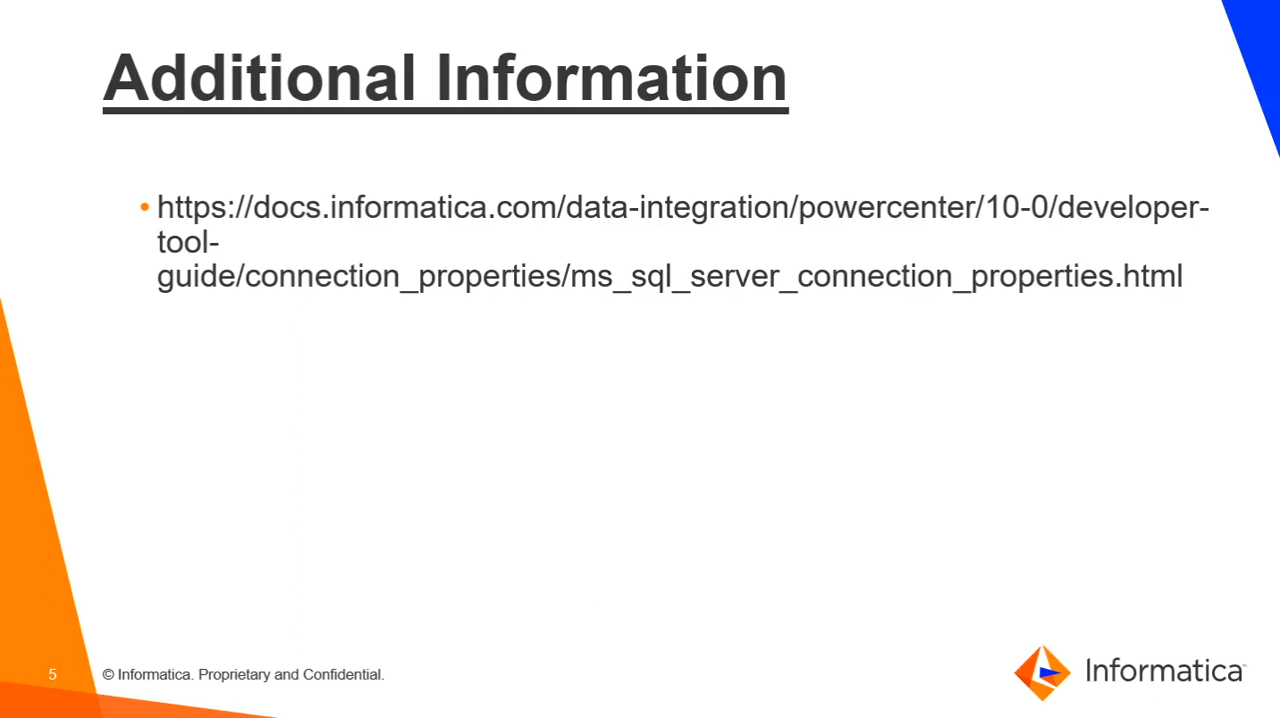 Additional Information
• https://docs.informatica.com/data-integration/powercenter/10-0/developer-
tool-
guide/connection_properties/ms_sql_server_connection_properties.html
5
© Informatica. Proprietary and Confidential.
Informatica™